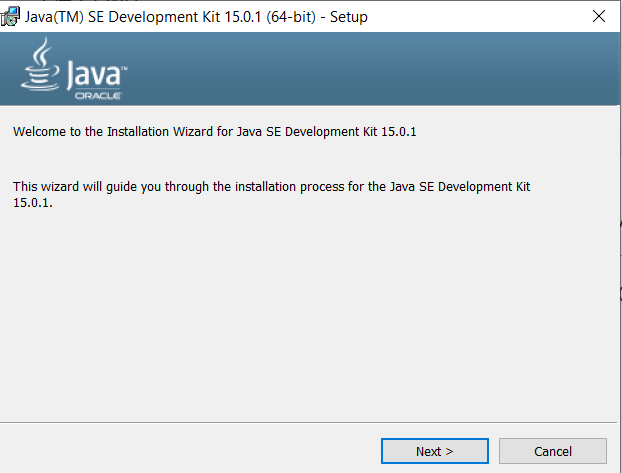 Java(TM) SE Development Kit 15.0.1 (64-bit) - Setup
Java™
ORACLE
Welcome to the Installation Wizard for Java SE Development Kit 15.0.1
This wizard will guide you through the installation process for the Java SE Development Kit
15.0.1.
Next >
Cancel